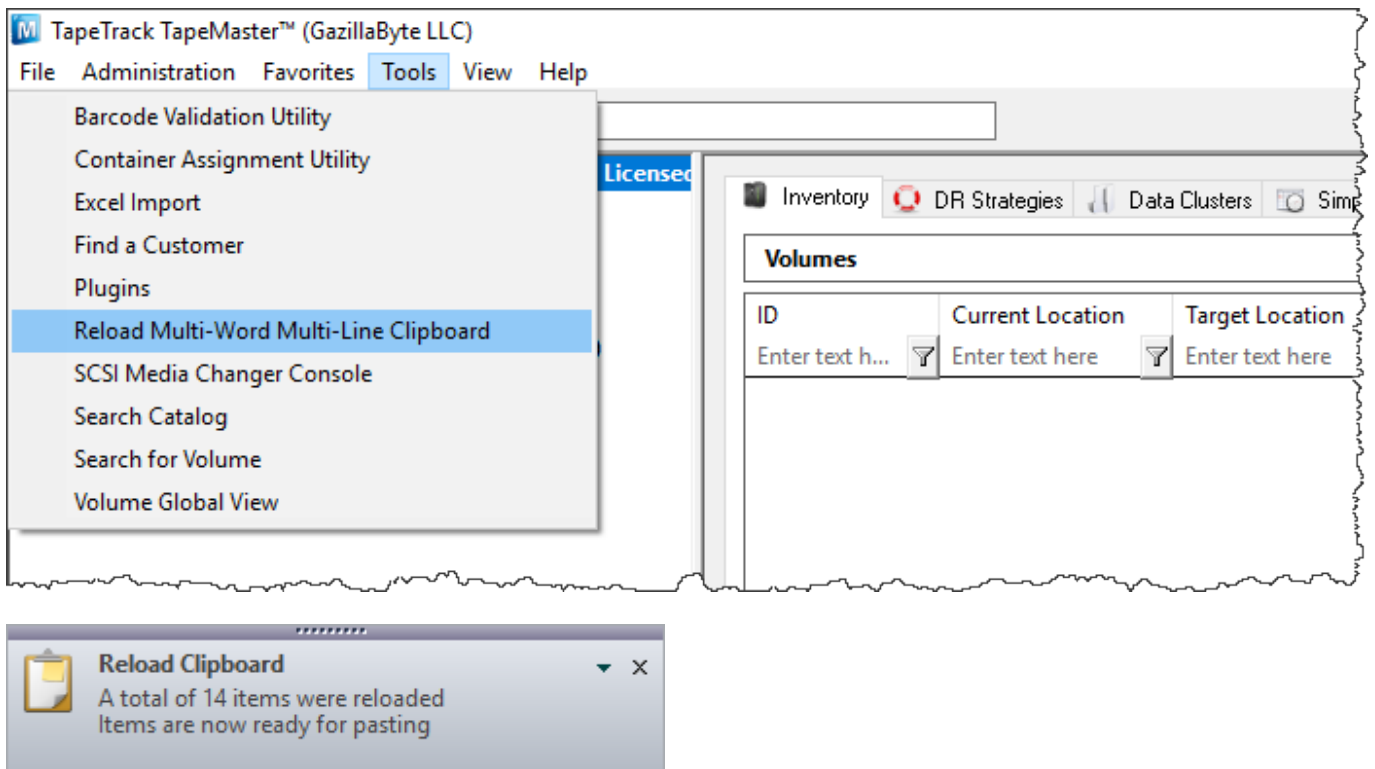 TapeTrack TapeMaster™ (GazillaByte LLC)
File Administration Favorites Tools View Help
Barcode Validation Utility
Container Assignment Utility
Excel Import
Find a Customer
Plugins
Reload Multi-Word Multi-Line Clipboard
SCSI Media Changer Console
Search Catalog
Search for Volume
Volume Global View
Licensed
Inventory DR Strategies Data Clusters
Volumes
ID Current Location Target Location
Enter text h... Enter text here Enter text here
Reload Clipboard
A total of 14 items were reloaded
Items are now ready for pasting